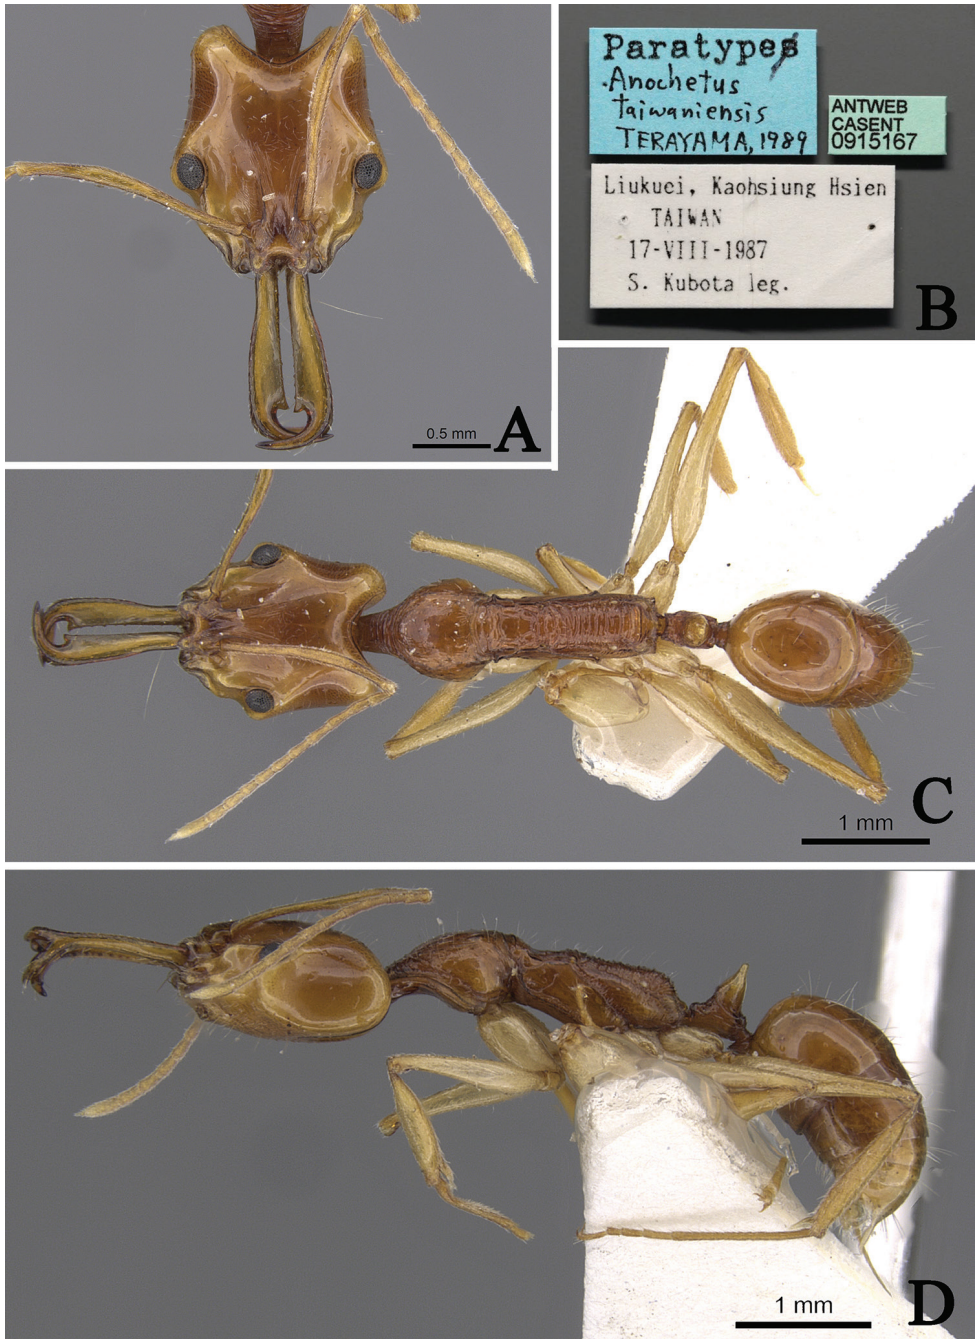 Paratypes
Anochetus
taiwaniensis
TERAYAMA, 1989
ANTWEB
CASENT
0915167
Liukuei, Kaohsiung Hsien
TAIWAN
17-VIII-1987
S. Kubota leg.
B
0.5 mm
A
1 mm
C
1 mm
D